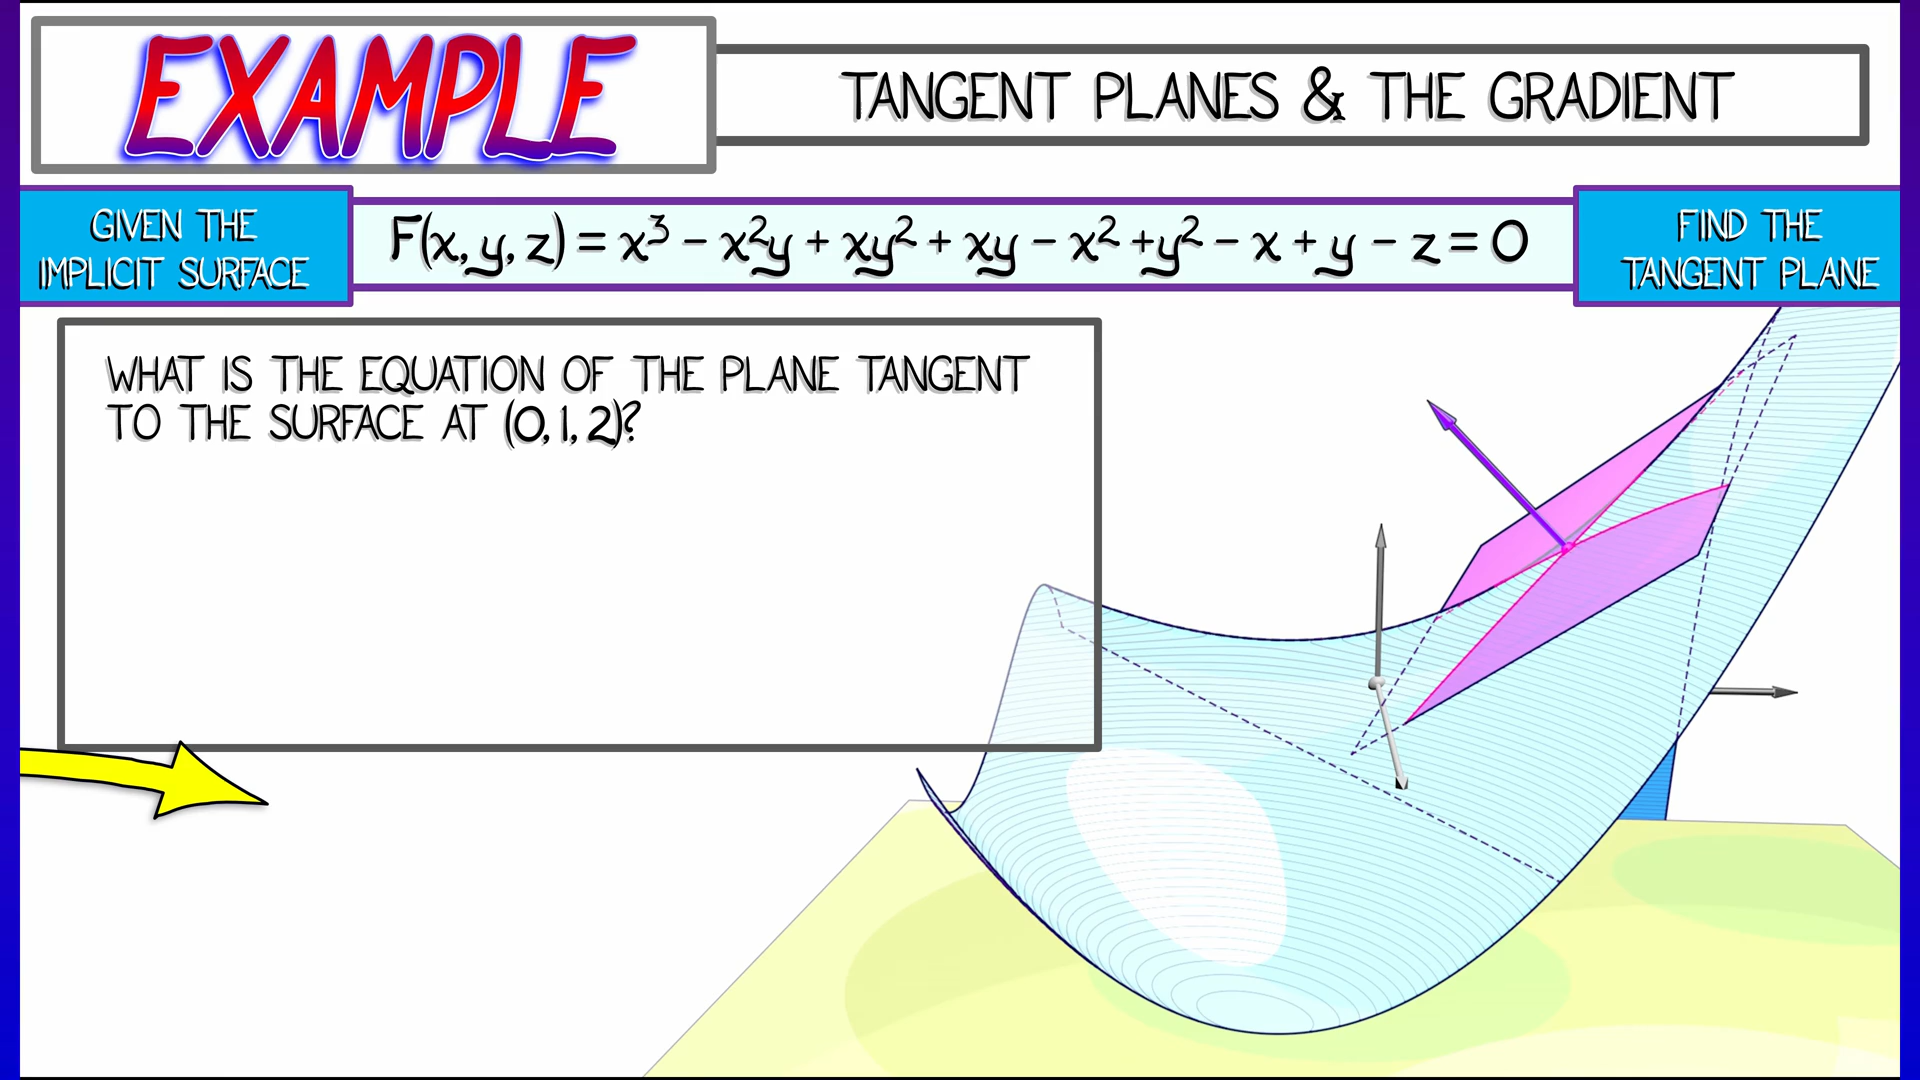 EXAMPLE
TANGENT PLANES & THE GRADIENT
GIVEN THE
IMPLICIT SURFACE
F(x, y, z) = x³ − x²y + xy² + xy − x² + y² − x + y − z = 0
FIND THE
TANGENT PLANE
WHAT IS THE EQUATION OF THE PLANE TANGENT
TO THE SURFACE AT (0, 1, 2)?